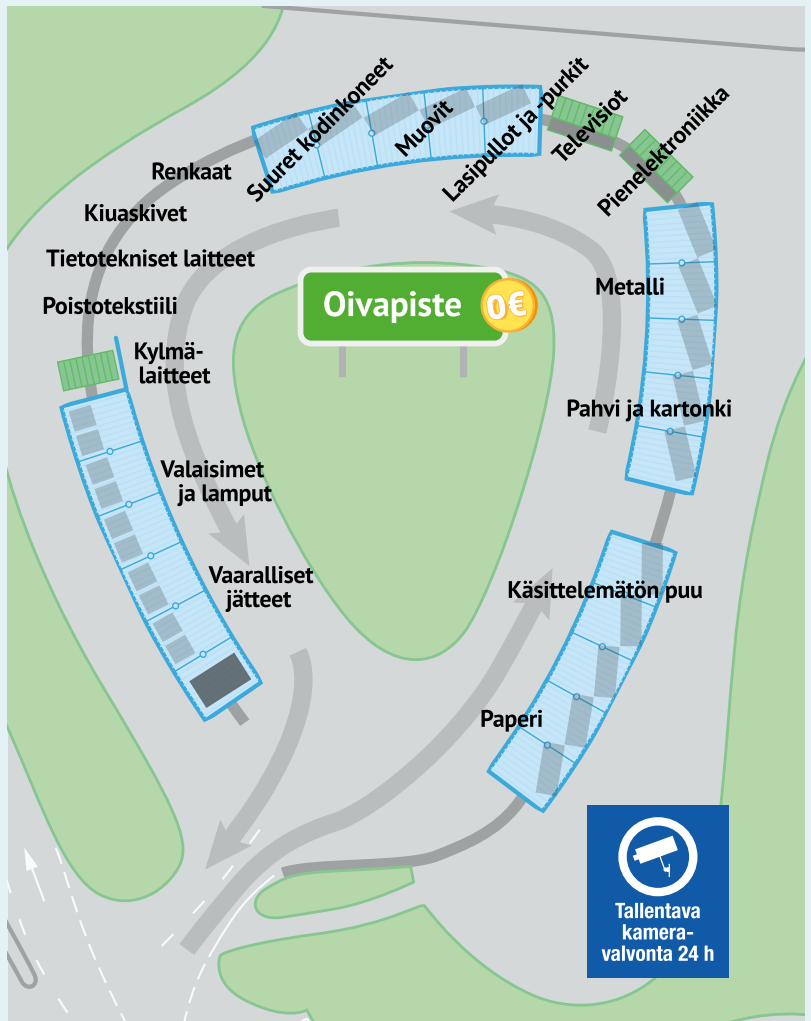 Suuret kodinkoneet
Muovit
Lasipullot ja -purkit
Televisiot
Pienelektroniikka
Renkaat
Kiuaskivet
Tietotekniset laitteet
Poistotekstiili
Kylmä-
laitteet
Oivapiste
0€
Metalli
Pahvi ja kartonki
Valaisimet
ja lamput
Vaaralliset
jätteet
Käsittelemätön puu
Paperi
Tallentava
kamera-
valvonta 24 h